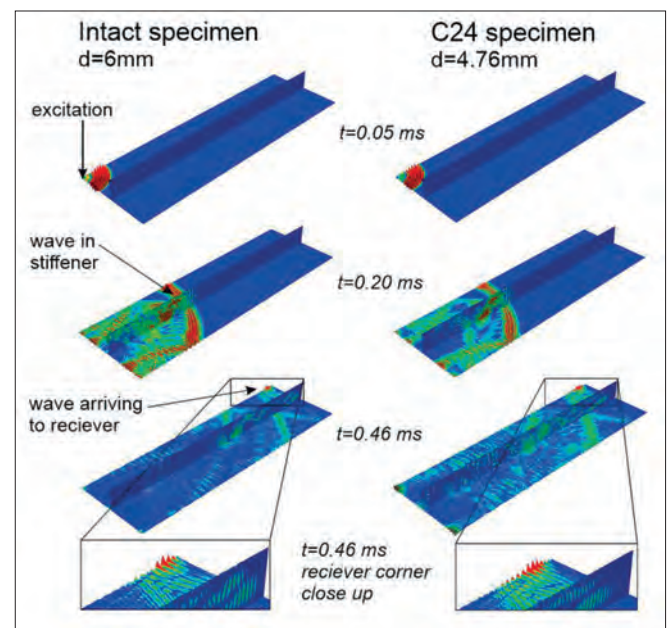 Intact specimen
d=6mm
C24 specimen
d=4.76mm
excitation
t=0.05 ms
wave in
stiffener
t=0.20 ms
wave arriving
to reciever
t=0.46 ms
t=0.46 ms
reciever corner
close up